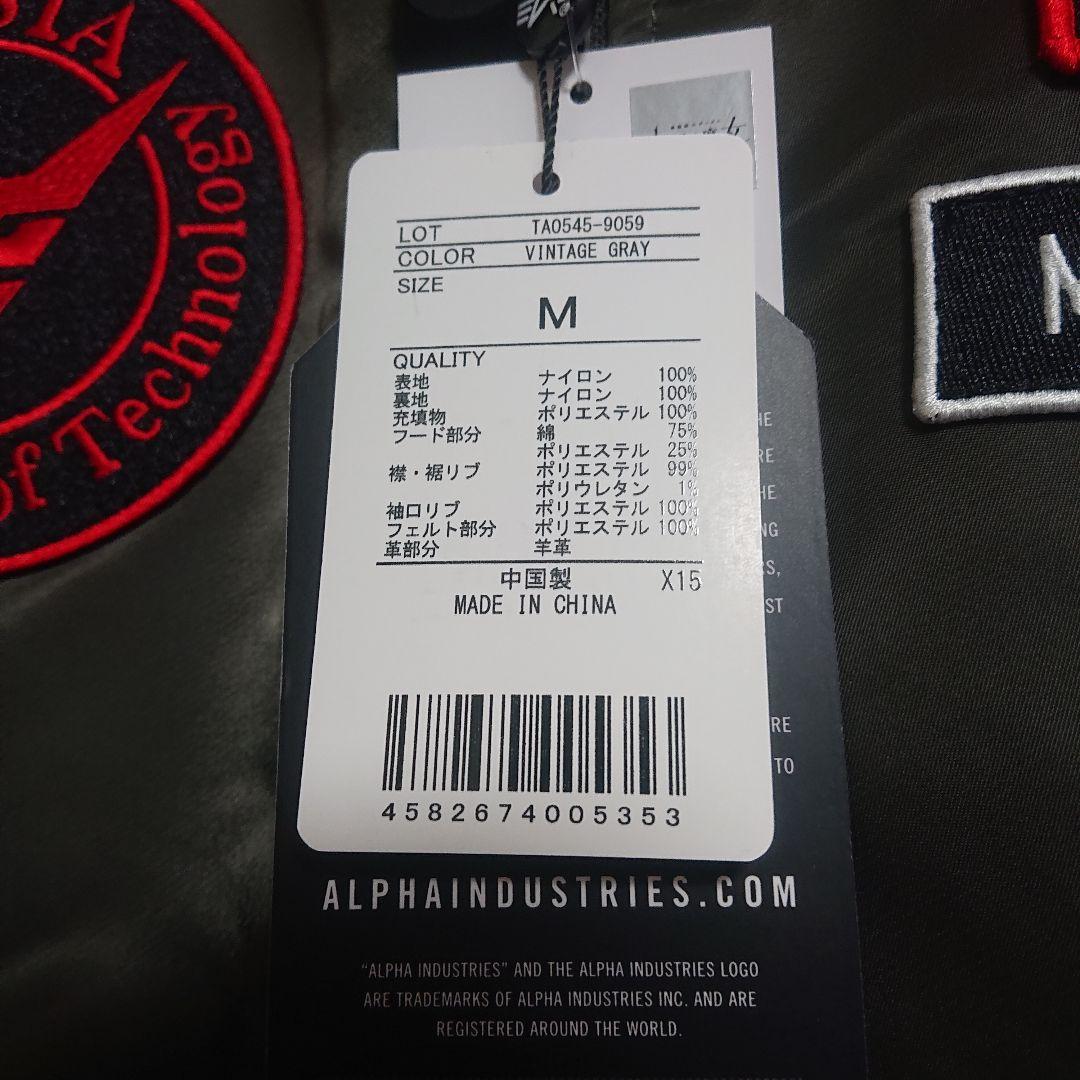 of Technology
LOT TA0545-9059
COLOR VINTAGE GRAY
SIZE
M
QUALITY
表地 ナイロン 100%
裏地 ナイロン 100%
充填物 ポリエステル 100%
フード部分 綿 75%
ポリエステル 25%
襟・裾リブ ポリエステル 99%
ポリウレタン 1%
袖口リブ ポリエステル 100%
フェルト部分 ポリエステル 100%
革部分 羊革
中国製 X15
MADE IN CHINA
4582674005353
TO
ALPHAINDUSTRIES.COM
"ALPHA INDUSTRIES" AND THE ALPHA INDUSTRIES LOGO
ARE TRADEMARKS OF ALPHA INDUSTRIES INC. AND ARE
REGISTERED AROUND THE WORLD.